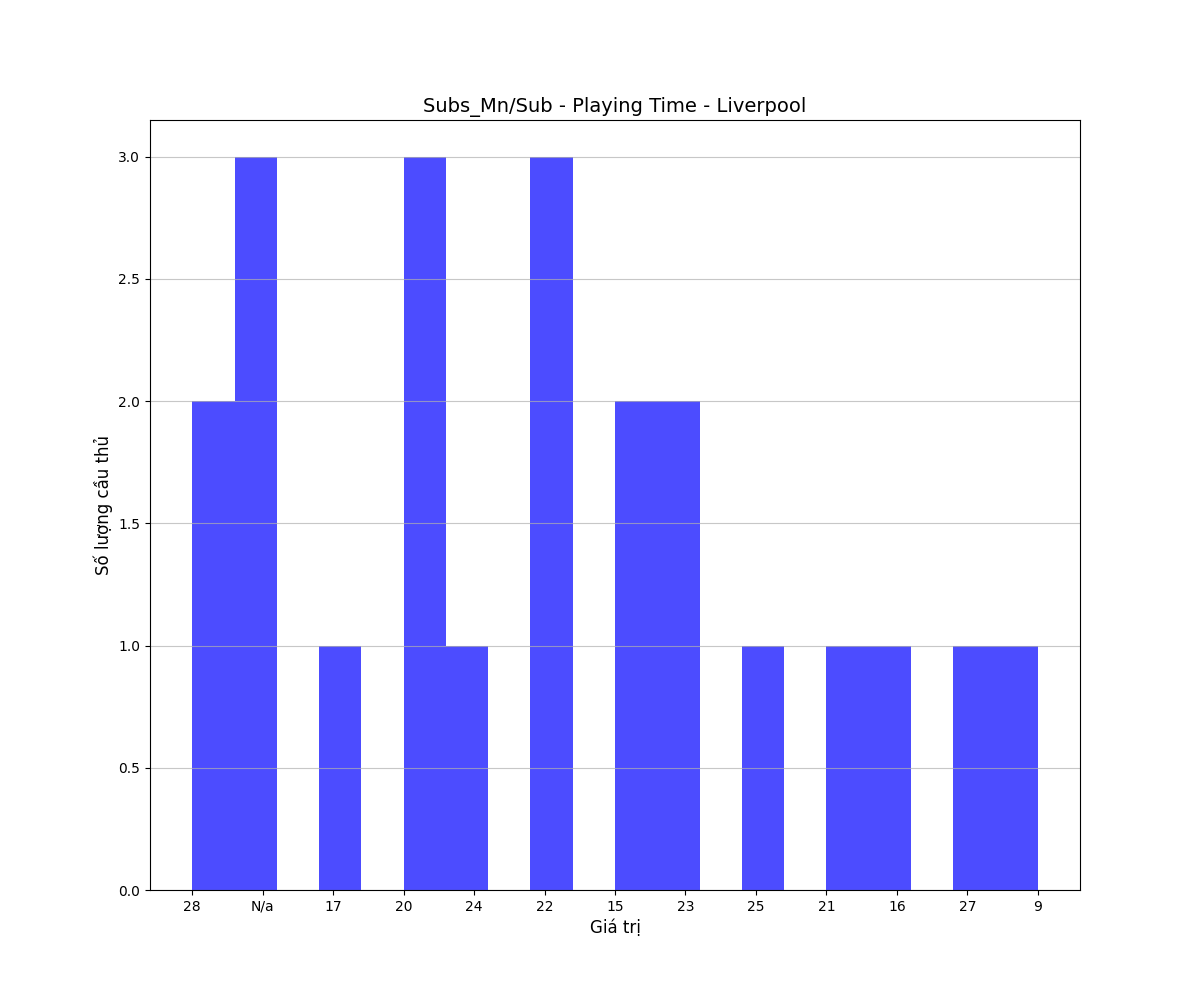 Subs_Mn/Sub - Playing Time - Liverpool
3.0
2.5
2.0
1.5
1.0
0.5
0.0
Số lượng cầu thủ
28 N/a 17 20 24 22 15 23 25 21 16 27 9
Giá trị